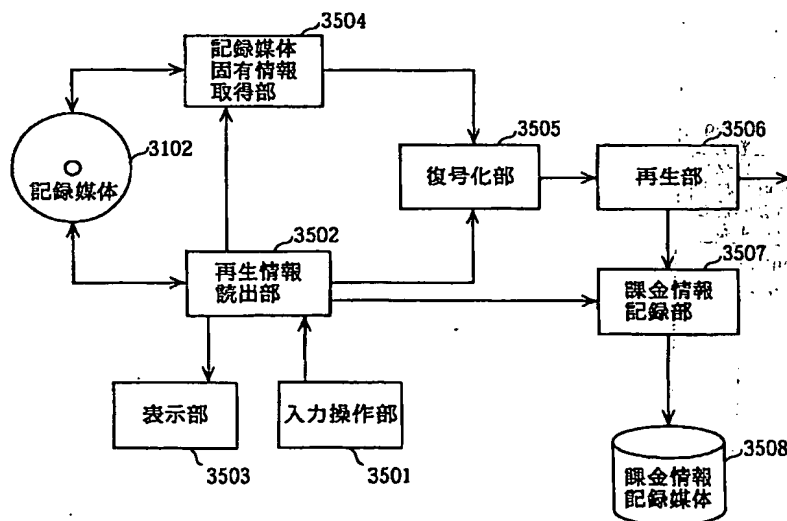 3504
記録媒体
固有情報
取得部
3102
記録媒体
3505
復号化部
3506
再生部
3502
再生情報
読出部
3507
課金情報
記録部
表示部
3503
入力操作部
3501
課金情報
記録媒体
3508